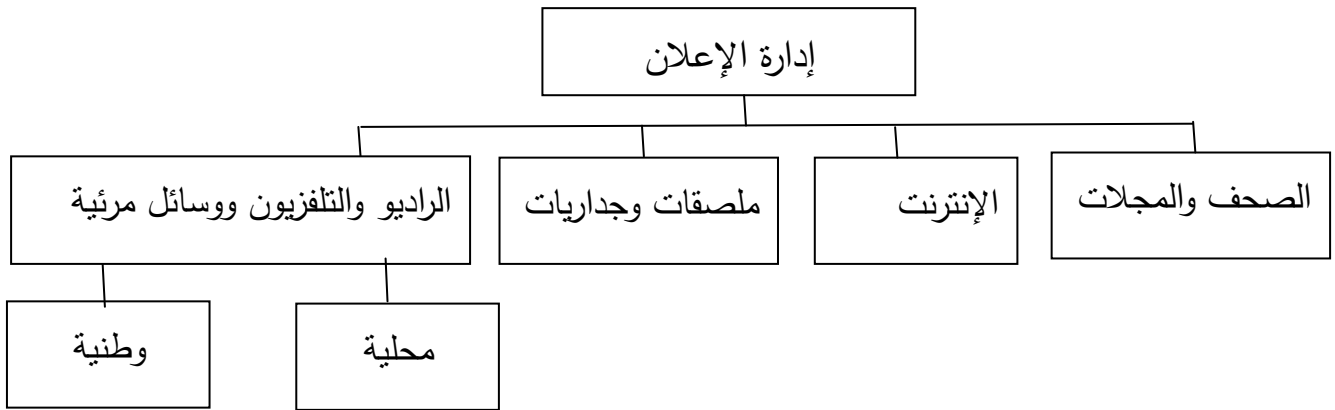 إدارة الإعلان
الصحف والمجلات
الإنترنت
ملصقات وجداريات
الراديو والتلفزيون ووسائل مرئية
محلية
وطنية